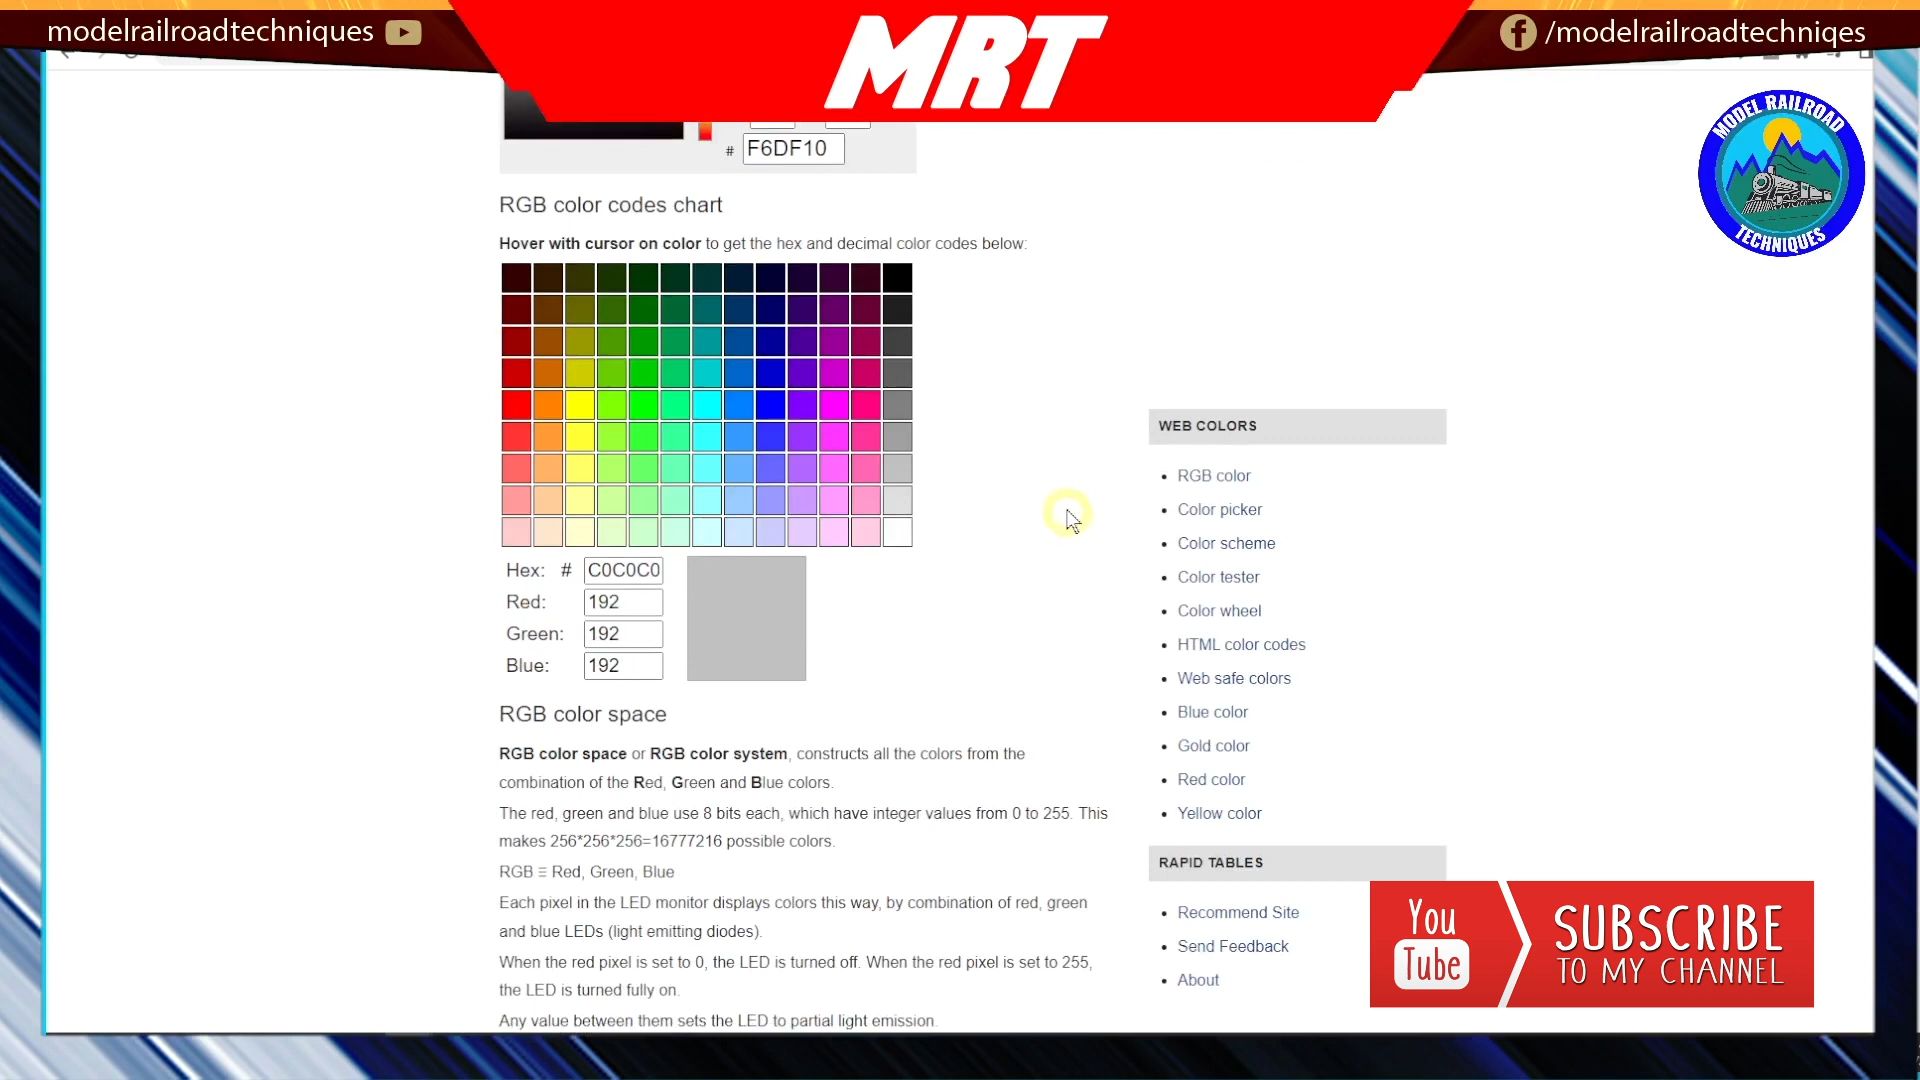 modelrailroadtechniques
MRT
/modelrailroadtechniqes
MODEL RAILROAD
TECHNIQUES
# F6DF10
RGB color codes chart
Hover with cursor on color to get the hex and decimal color codes below:
Hex: # C0C0C0
Red: 192
Green: 192
Blue: 192
RGB color space
RGB color space or RGB color system, constructs all the colors from the
combination of the Red, Green and Blue colors.
The red, green and blue use 8 bits each, which have integer values from 0 to 255. This
makes 256*256*256=16777216 possible colors.
RGB ≡ Red, Green, Blue
Each pixel in the LED monitor displays colors this way, by combination of red, green
and blue LEDs (light emitting diodes).
When the red pixel is set to 0, the LED is turned off. When the red pixel is set to 255,
the LED is turned fully on.
Any value between them sets the LED to partial light emission.
WEB COLORS
RGB color
Color picker
Color scheme
Color tester
Color wheel
HTML color codes
Web safe colors
Blue color
Gold color
Red color
Yellow color
RAPID TABLES
Recommend Site
Send Feedback
About
You
Tube
SUBSCRIBE
TO MY CHANNEL